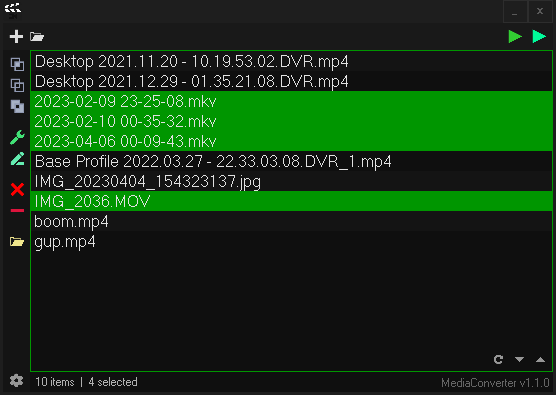 Desktop 2021.11.20 - 10.19.53.02.DVR.mp4
Desktop 2021.12.29 - 01.35.21.08.DVR.mp4
2023-02-09 23-25-08.mkv
2023-02-10 00-35-32.mkv
2023-04-06 00-09-43.mkv
Base Profile 2022.03.27 - 22.33.03.08.DVR_1.mp4
IMG_20230404_154323137.jpg
IMG_2036.MOV
boom.mp4
gup.mp4
10 items | 4 selected
MediaConverter v1.1.0